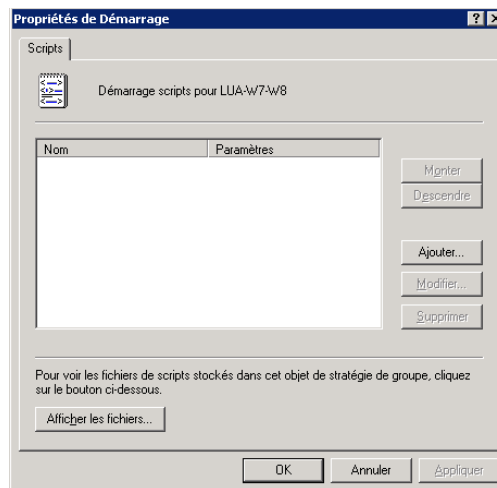 Propriétés de Démarrage
Scripts
Démarrage scripts pour LUA-W7-W8
Nom Paramètres
Monter
Descendre
Ajouter...
Modifier...
Supprimer
Pour voir les fichiers de scripts stockés dans cet objet de stratégie de groupe, cliquez
sur le bouton ci-dessous.
Afficher les fichiers...
OK Annuler Appliquer